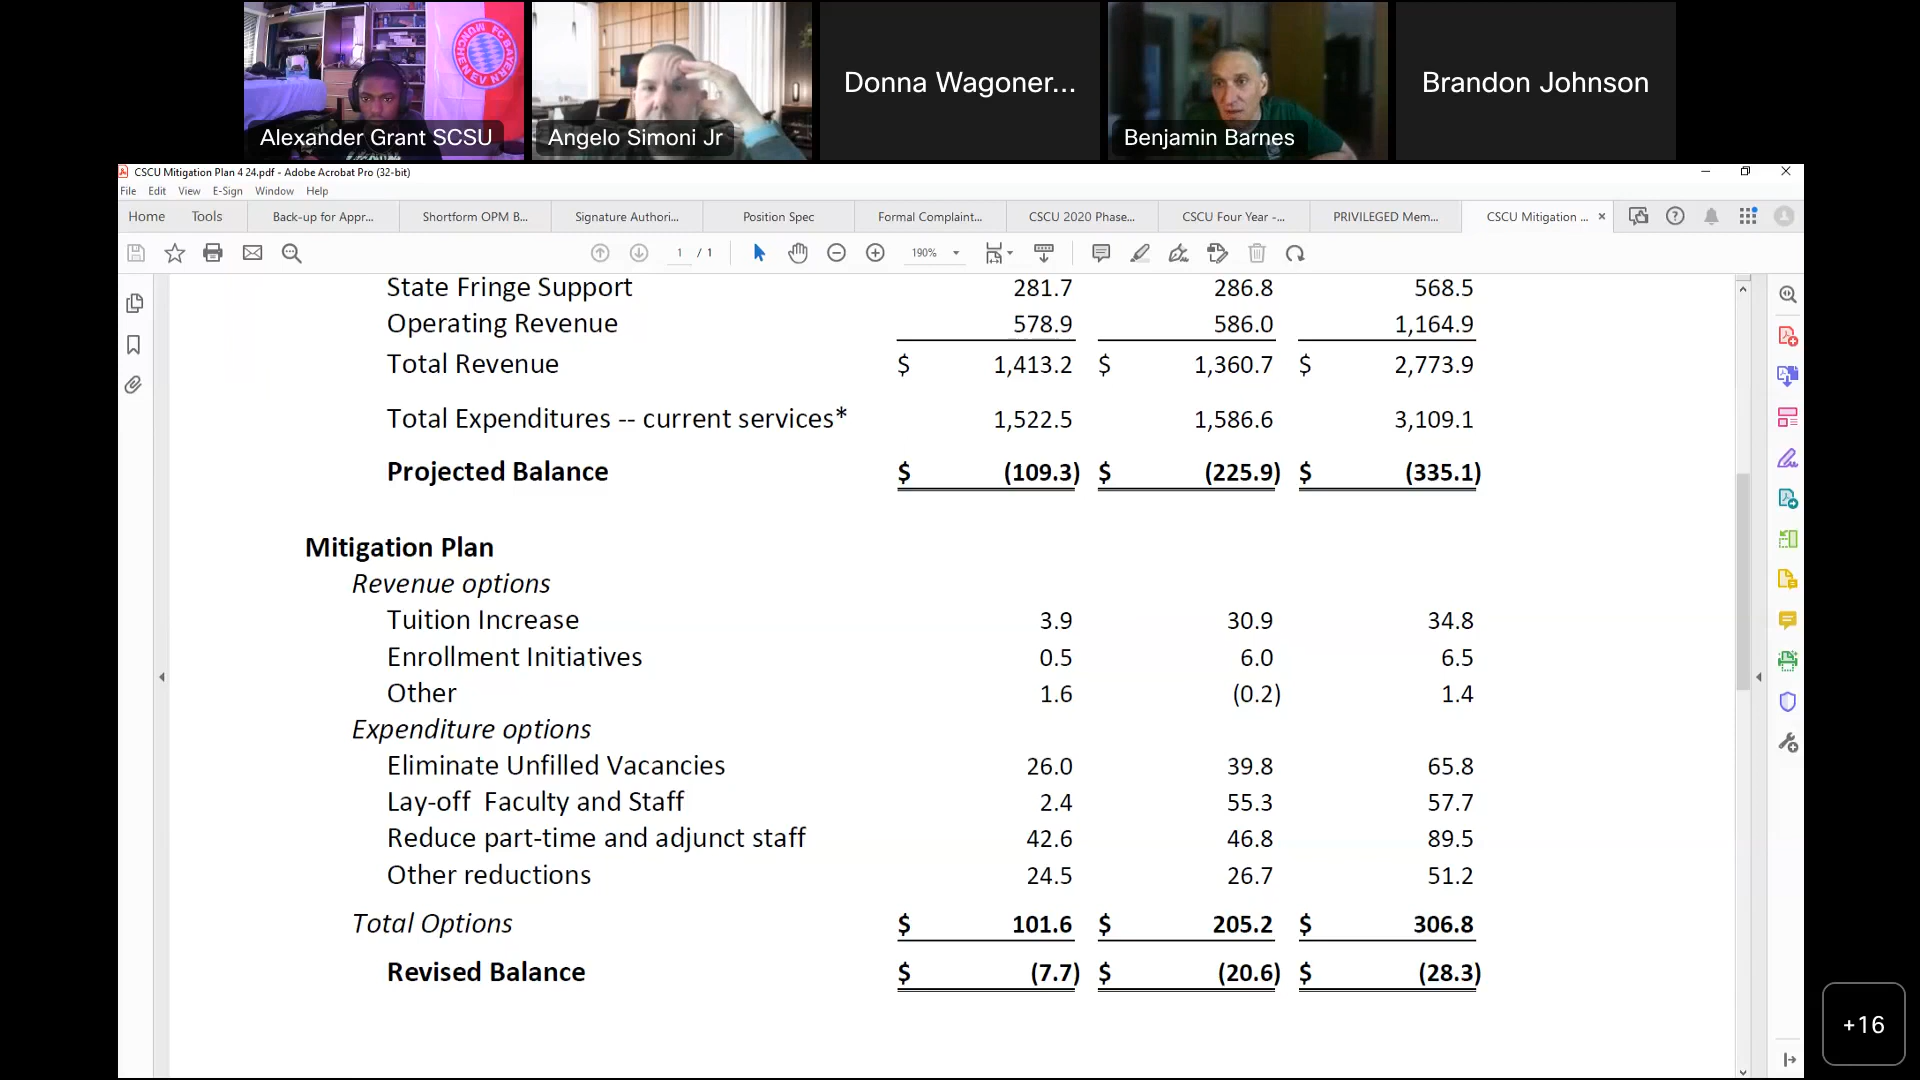 FC BAYERN MÜNCHEN EV
Alexander Grant SCSU
Angelo Simoni Jr
Donna Wagoner...
Benjamin Barnes
Brandon Johnson
CSCU Mitigation Plan 4 24.pdf - Adobe Acrobat Pro (32-bit)
File Edit View E-Sign Window Help
Home Tools Back-up for Appr... Shortform OPM B... Signature Authori... Position Spec Formal Complaint... CSCU 2020 Phase... CSCU Four Year -... PRIVILEGED Mem... CSCU Mitigation ... ×
1 / 1 190%
State Fringe Support 281.7 286.8 568.5
Operating Revenue 578.9 586.0 1,164.9
Total Revenue $ 1,413.2 $ 1,360.7 $ 2,773.9
Total Expenditures -- current services* 1,522.5 1,586.6 3,109.1
Projected Balance $ (109.3) $ (225.9) $ (335.1)
Mitigation Plan
Revenue options
Tuition Increase 3.9 30.9 34.8
Enrollment Initiatives 0.5 6.0 6.5
Other 1.6 (0.2) 1.4
Expenditure options
Eliminate Unfilled Vacancies 26.0 39.8 65.8
Lay-off Faculty and Staff 2.4 55.3 57.7
Reduce part-time and adjunct staff 42.6 46.8 89.5
Other reductions 24.5 26.7 51.2
Total Options $ 101.6 $ 205.2 $ 306.8
Revised Balance $ (7.7) $ (20.6) $ (28.3)
+16